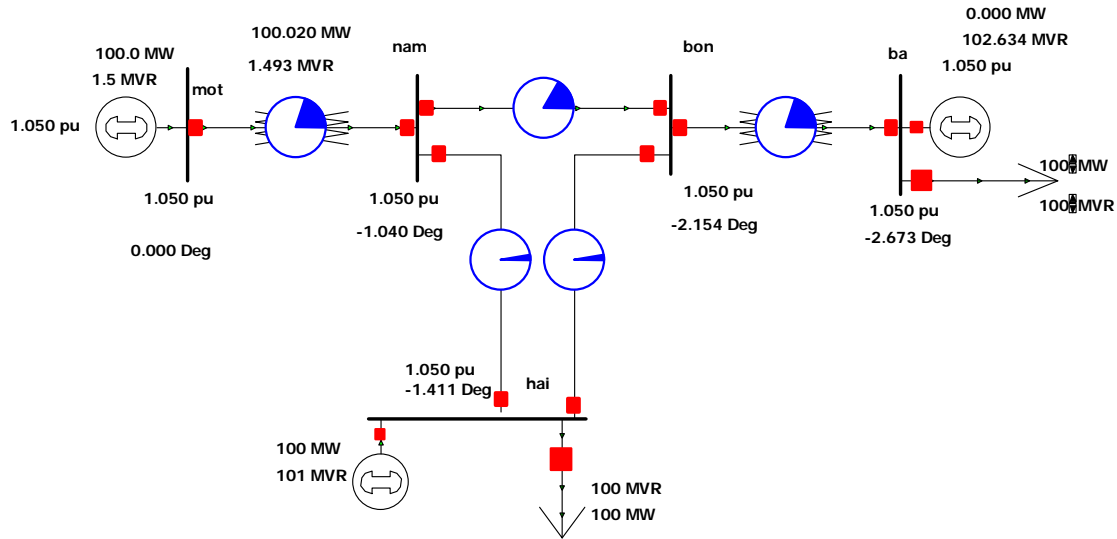 0.000 MW
102.634 MVR
1.050 pu
100.020 MW
1.493 MVR
nam
bon
ba
100.0 MW
1.5 MVR
mot
1.050 pu
100 MW
100 MVR
1.050 pu
0.000 Deg
1.050 pu
-1.040 Deg
1.050 pu
-2.154 Deg
1.050 pu
-2.673 Deg
1.050 pu
-1.411 Deg
hai
100 MW
101 MVR
100 MVR
100 MW